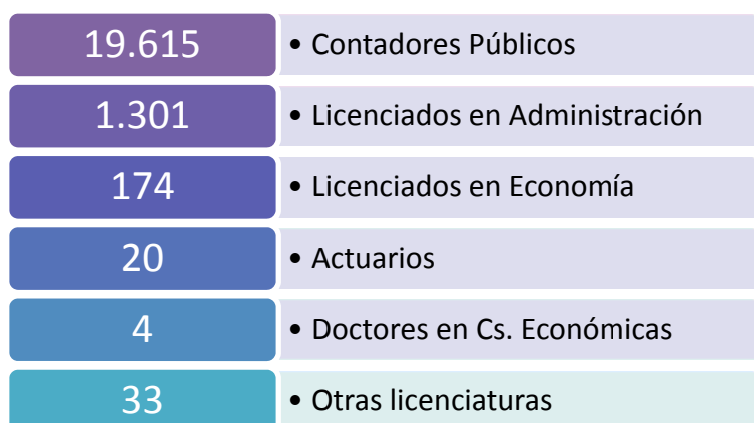 19.615 • Contadores Públicos
1.301 • Licenciados en Administración
174 • Licenciados en Economía
20 • Actuarios
4 • Doctores en Cs. Económicas
33 • Otras licenciaturas